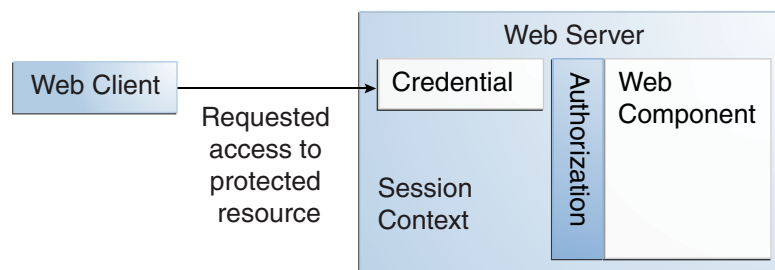 Web Server
Web Client
Credential
Requested
access to
protected
resource
Session
Context
Authorization
Web
Component